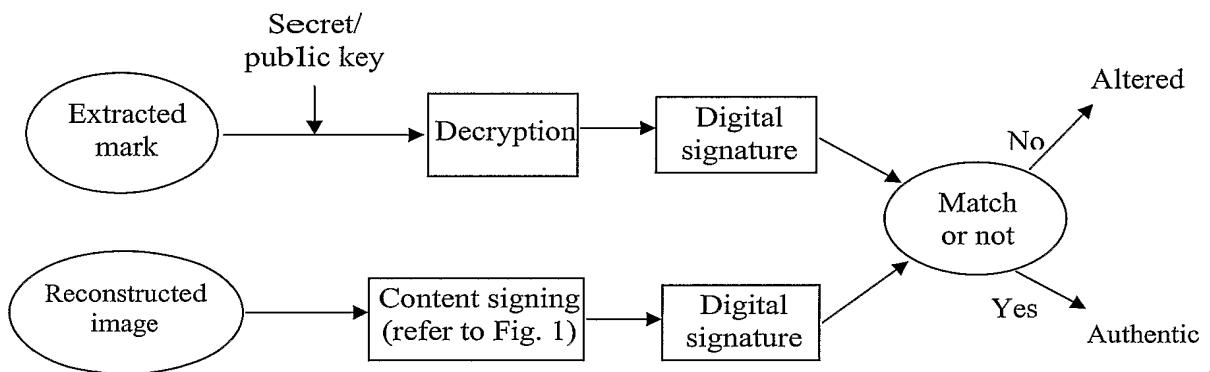 Secret/
public key
Extracted
mark
Decryption
Digital
signature
Altered
No
Match
or not
Yes
Authentic
Reconstructed
image
Content signing
(refer to Fig. 1)
Digital
signature